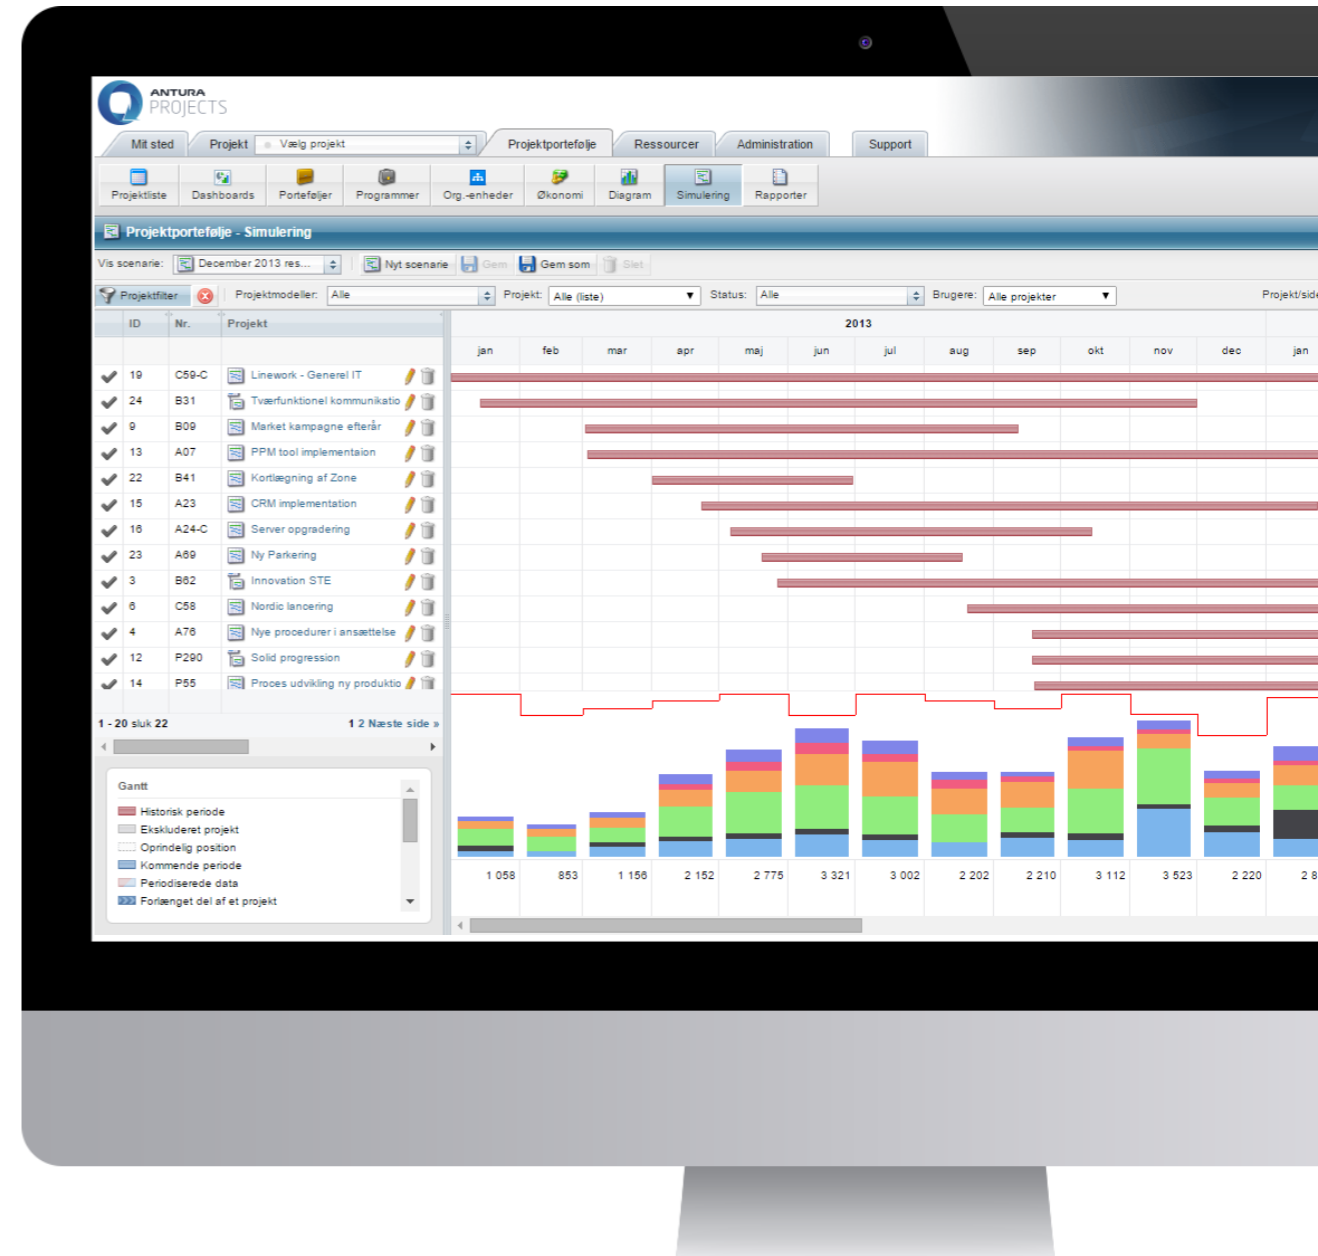 ANTURA
PROJECTS
Mit sted Projekt Vælg projekt Projektportefølje Ressourcer Administration Support
Projektliste Dashboards Porteføljer Programmer Org.-enheder Økonomi Diagram Simulering Rapporter
Projektportefølje - Simulering
Vis scenarie: December 2013 res... Nyt scenarie Gem Gem som Slet
Projektfilter Projektmodeller: Alle Projekt: Alle (liste) Status: Alle Brugere: Alle projekter Projekt/side
ID Nr. Projekt 2013
jan feb mar apr maj jun jul aug sep okt nov dec jan
19 C59-C Linework - Generel IT
24 B31 Tværfunktionel kommunikatio
9 B09 Market kampagne efterår
13 A07 PPM tool implementaion
22 B41 Kortlægning af Zone
15 A23 CRM implementation
16 A24-C Server opgradering
23 A69 Ny Parkering
3 B62 Innovation STE
6 C58 Nordic lancering
4 A76 Nye procedurer i ansættelse
12 P290 Solid progression
14 P55 Proces udvikling ny produktio
1 - 20 sluk 22 1 2 Næste side »
Gantt
Historisk periode
Ekskluderet projekt
Oprindelig position
Kommende periode
Periodiserede data
Forlænget del af et projekt
1 058 853 1 156 2 152 2 775 3 321 3 002 2 202 2 210 3 112 3 523 2 220 2 8